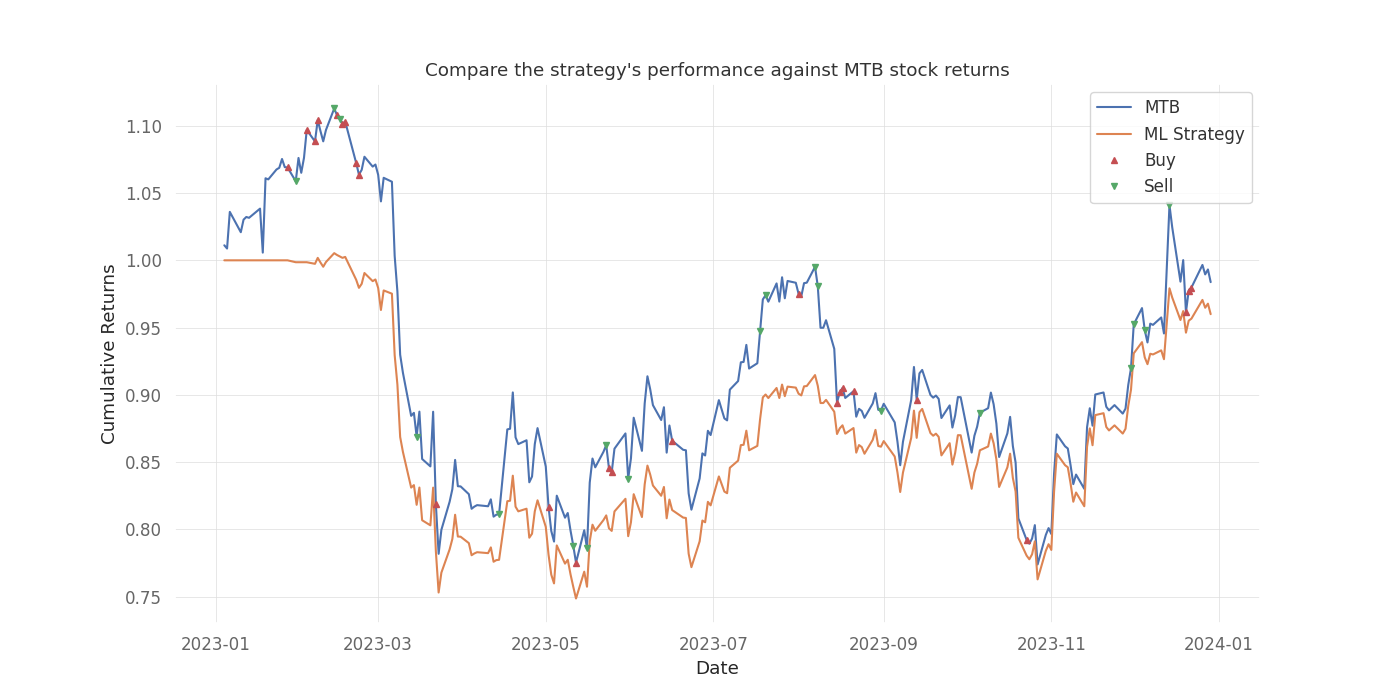 Compare the strategy's performance against MTB stock returns
MTB
ML Strategy
Buy
Sell
1.10
1.05
1.00
0.95
0.90
0.85
0.80
0.75
Cumulative Returns
2023-01
2023-03
2023-05
2023-07
2023-09
2023-11
2024-01
Date